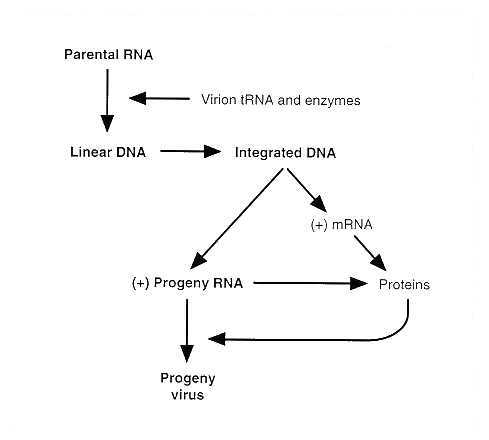 Parental RNA
Virion tRNA and enzymes
Linear DNA
Integrated DNA
(+) mRNA
(+) Progeny RNA
Proteins
Progeny
virus